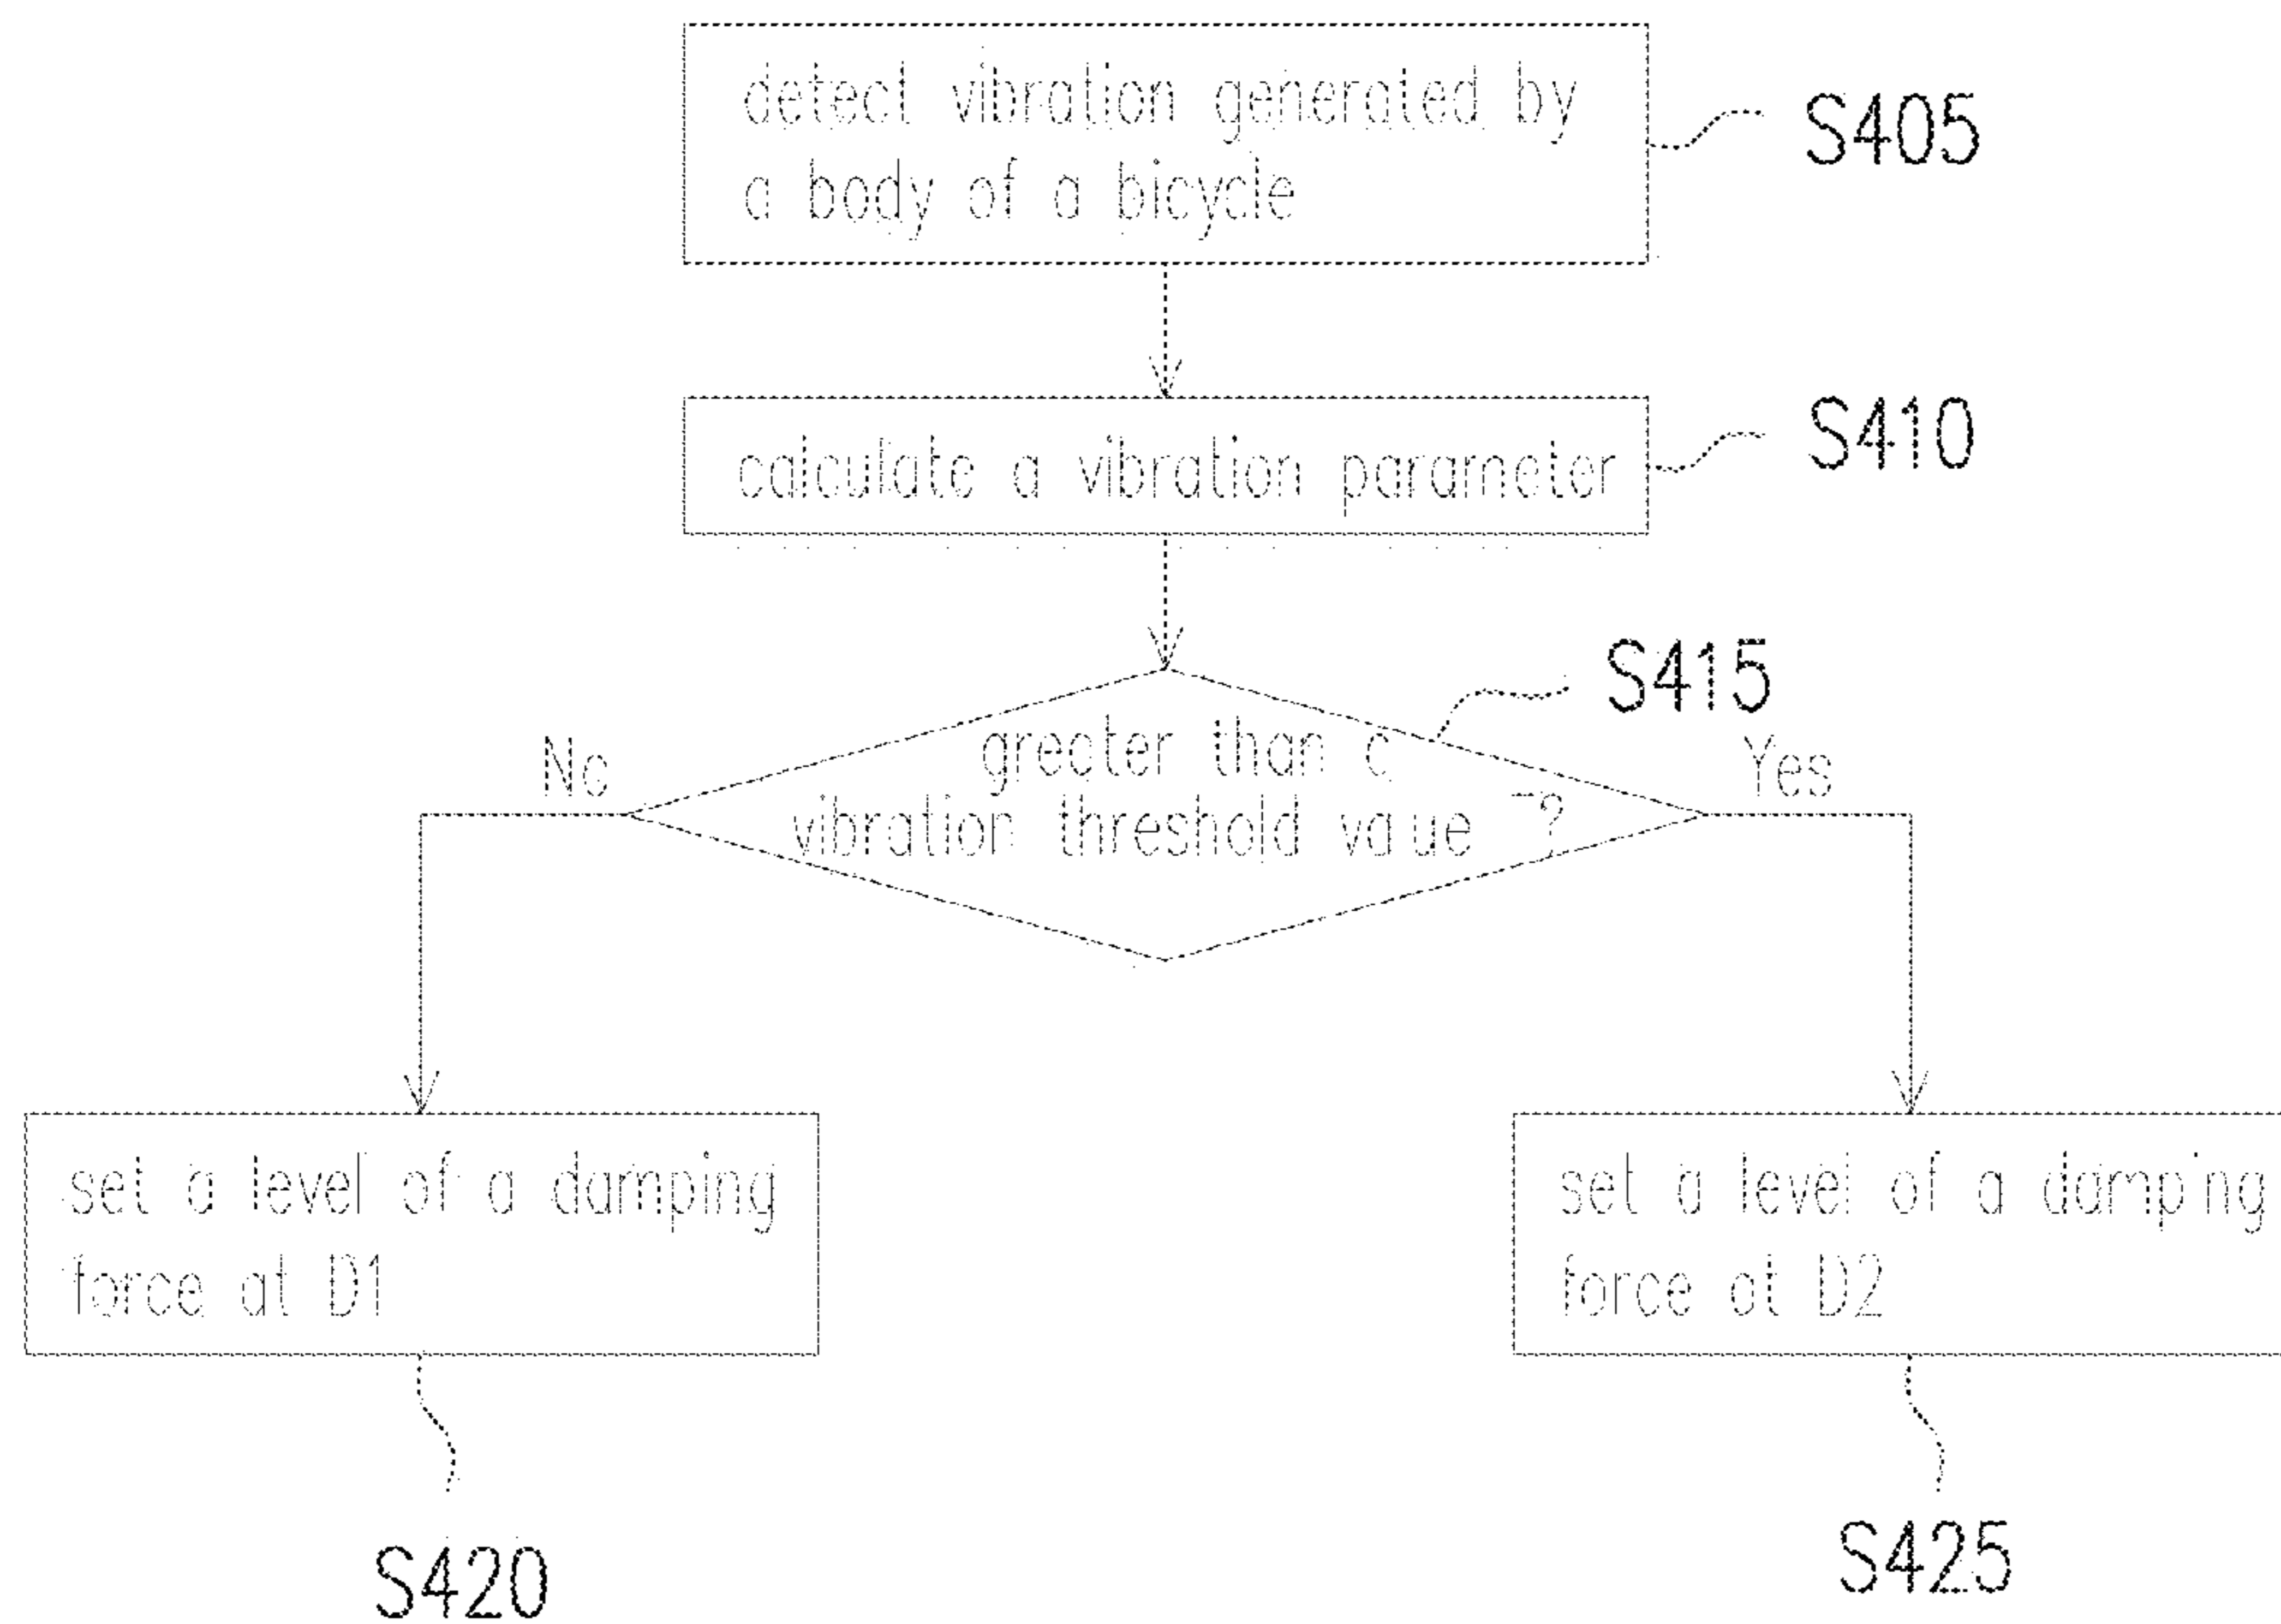 detect vibration generated by
a body of a bicycle
S405
calculate a vibration parameter
S410
S415
greater than a
vibration threshold value T?
No
Yes
set a level of a damping
force at D1
set a level of a damping
force at D2
S420
S425